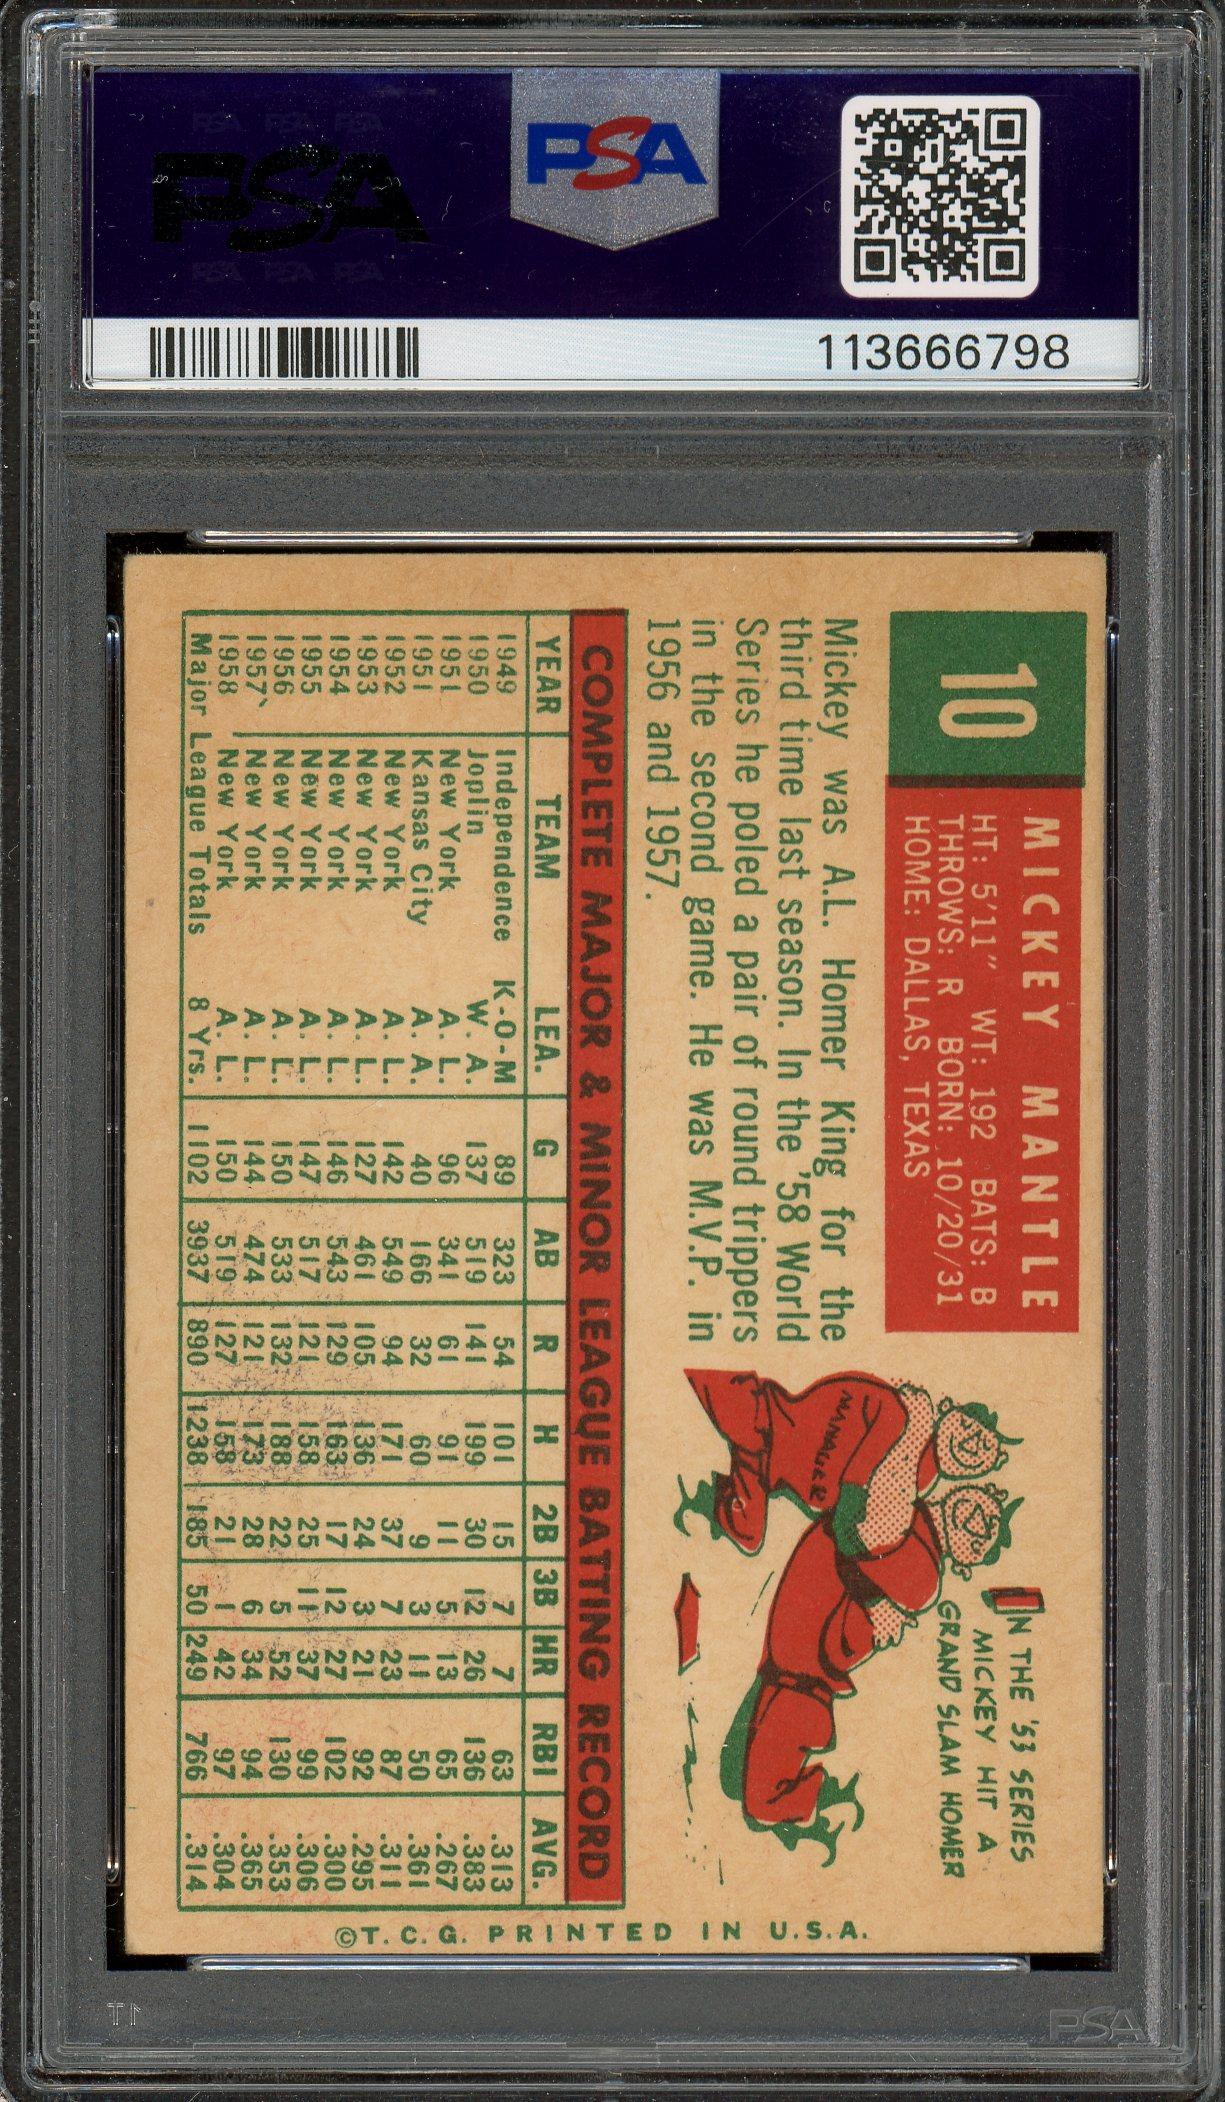 PSA
PSA
113666798
10
MICKEY MANTLE
HT: 5'11" WT: 192 BATS: B
THROWS: R BORN: 10/20/31
HOME: DALLAS, TEXAS
Mickey was A.L. Homer King for the
third time last season. In the '58 World
Series he poled a pair of round trippers
in the second game. He was M.V.P. in
1956 and 1957.
IN THE '53 SERIES
MICKEY HIT A
GRAND SLAM HOMER
MANAGER
COMPLETE MAJOR & MINOR LEAGUE BATTING RECORD
YEAR TEAM LEA. G AB R H 2B 3B HR RBI AVG.
1949 Independence K-O-M 89 323 54 101 15 7 7 63 .313
1950 Joplin W. A. 137 519 141 199 30 12 26 136 .383
1951 New York A. L. 96 341 61 91 11 5 13 65 .267
1951 Kansas City A. A. 40 166 32 60 9 3 11 50 .361
1952 New York A. L. 142 549 94 171 37 7 23 87 .311
1953 New York A. L. 127 461 105 136 24 3 21 92 .295
1954 New York A. L. 146 543 129 163 17 12 27 102 .300
1955 New York A. L. 147 517 121 158 25 11 37 99 .306
1956 New York A. L. 150 533 132 188 22 5 52 130 .353
1957 New York A. L. 144 474 121 173 28 6 34 94 .365
1958 New York A. L. 150 519 127 158 21 1 42 97 .304
Major League Totals 8 Yrs. 1102 3937 890 1238 185 50 249 766 .314
©T.C.G. PRINTED IN U.S.A.
PSA